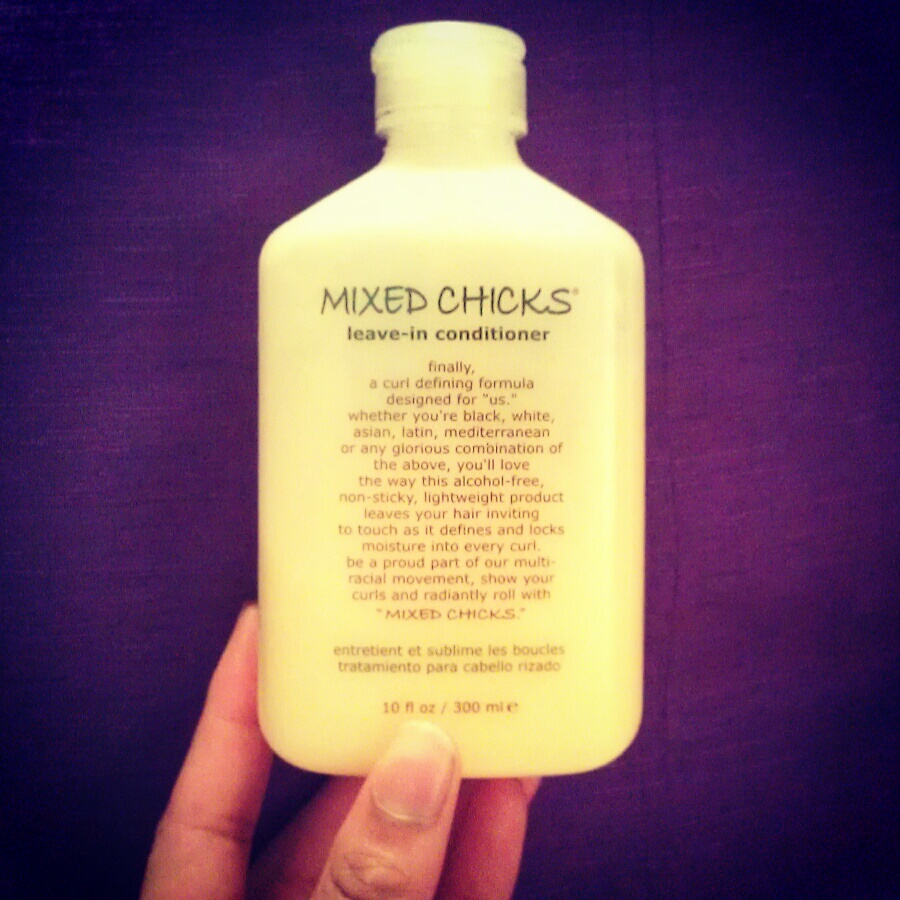 MIXED CHICKS®
leave-in conditioner
finally,
a curl defining formula
designed for "us."
whether you're black, white,
asian, latin, mediterranean
or any glorious combination of
the above, you'll love
the way this alcohol-free,
non-sticky, lightweight product
leaves your hair inviting
to touch as it defines and locks
moisture into every curl.
be a proud part of our multi-
racial movement, show your
curls and radiantly roll with
"MIXED CHICKS."
entretient et sublime les boucles
tratamiento para cabello rizado
10 fl oz / 300 ml e